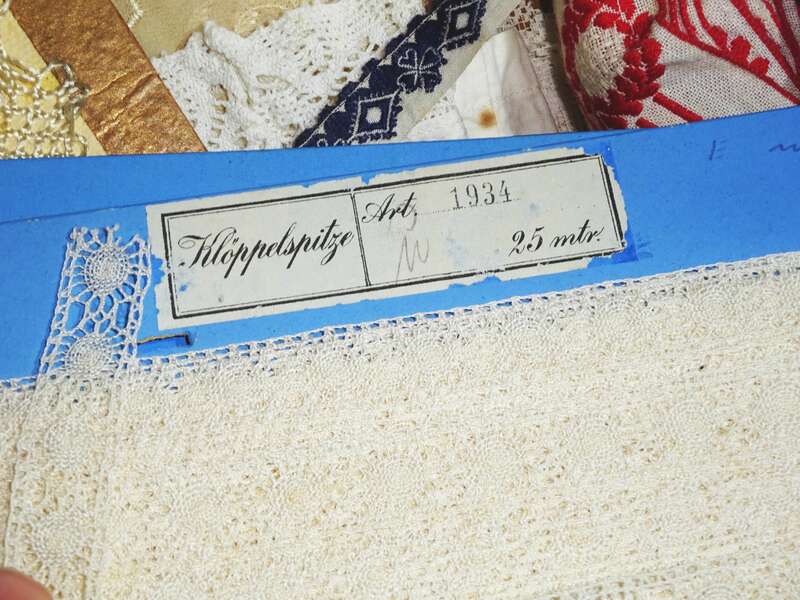 Klöppelspitze
Art. 1934
25 mtr.